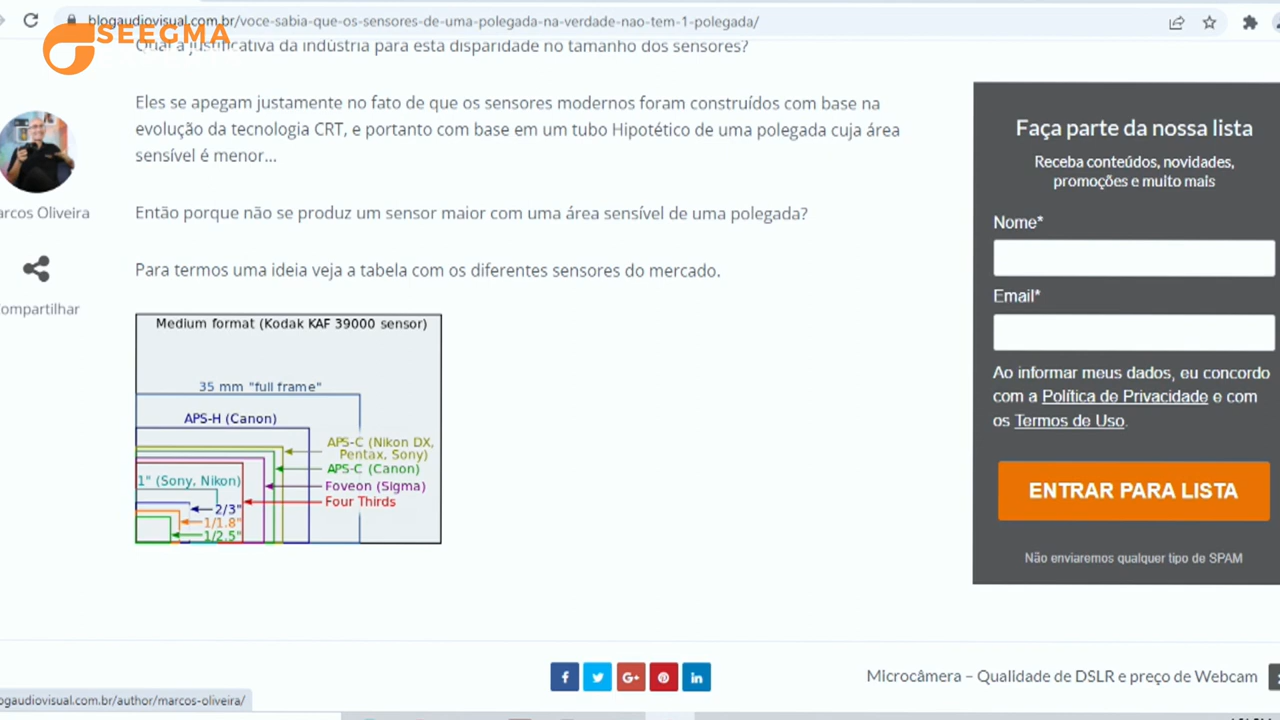 blogaudiovisual.com.br/voce-sabia-que-os-sensores-de-uma-polegada-na-verdade-nao-tem-1-polegada/
SEEGMA
Qual a justificativa da indústria para esta disparidade no tamanho dos sensores?
Eles se apegam justamente no fato de que os sensores modernos foram construídos com base na
evolução da tecnologia CRT, e portanto com base em um tubo Hipotético de uma polegada cuja área
sensível é menor...
arcos Oliveira
Então porque não se produz um sensor maior com uma área sensível de uma polegada?
Para termos uma ideia veja a tabela com os diferentes sensores do mercado.
ompartilhar
Medium format (Kodak KAF 39000 sensor)
35 mm "full frame"
APS-H (Canon)
APS-C (Nikon DX,
Pentax, Sony)
APS-C (Canon)
1" (Sony, Nikon)
Foveon (Sigma)
Four Thirds
2/3"
1/1.8"
1/2.5"
Faça parte da nossa lista
Receba conteúdos, novidades,
promoções e muito mais
Nome*
Email*
Ao informar meus dados, eu concordo
com a Política de Privacidade e com
os Termos de Uso.
ENTRAR PARA LISTA
Não enviaremos qualquer tipo de SPAM
f
G+
in
Microcâmera – Qualidade de DSLR e preço de Webcam
ogaudiovisual.com.br/author/marcos-oliveira/